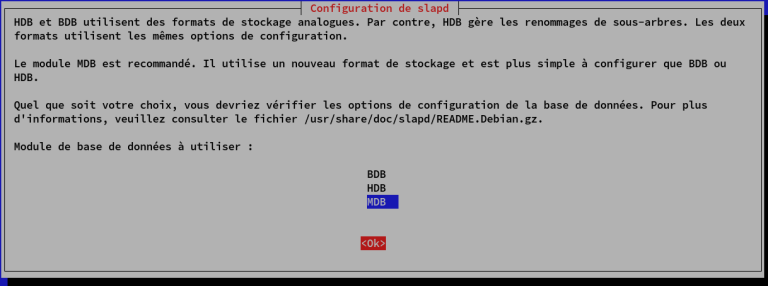 Configuration de slapd
HDB et BDB utilisent des formats de stockage analogues. Par contre, HDB gère les renommages de sous-arbres. Les deux
formats utilisent les mêmes options de configuration.
Le module MDB est recommandé. Il utilise un nouveau format de stockage et est plus simple à configurer que BDB ou
HDB.
Quel que soit votre choix, vous devriez vérifier les options de configuration de la base de données. Pour plus
d'informations, veuillez consulter le fichier /usr/share/doc/slapd/README.Debian.gz.
Module de base de données à utiliser :
BDB
HDB
MDB
<Ok>